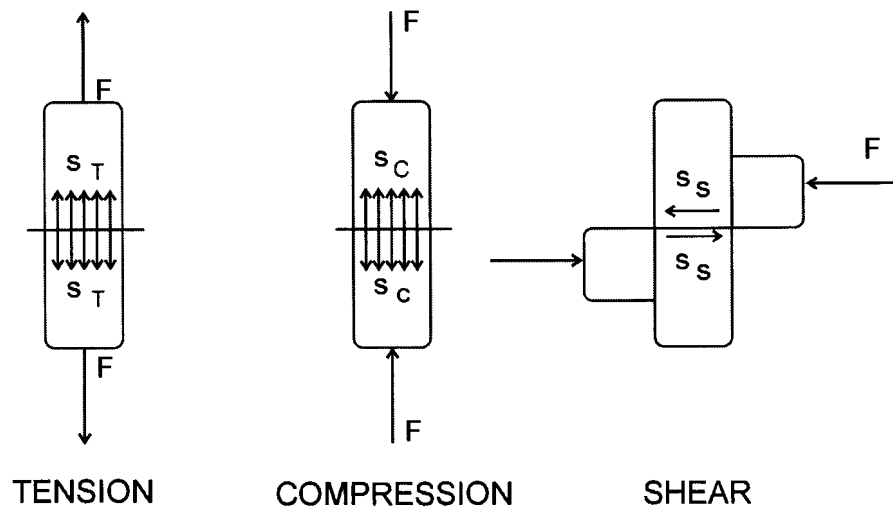 F
s T
s T
F
TENSION
F
s C
s c
F
COMPRESSION
F
s S
s S
SHEAR